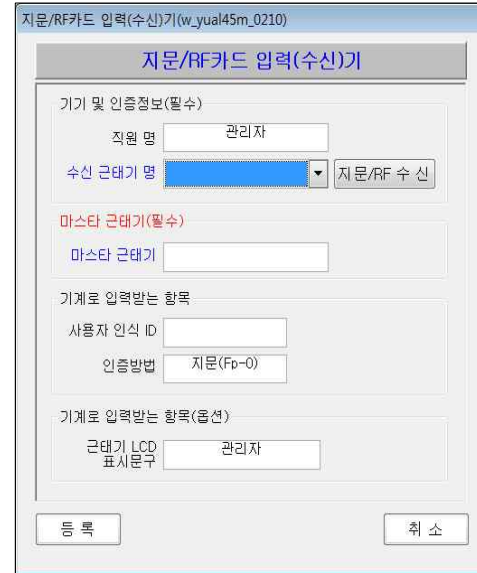 지문/RF카드 입력(수신)기(w_yual45m_0210)
지문/RF카드 입력(수신)기
기기 및 인증정보(필수)
직원 명 관리자
수신 근태기 명 지문/RF 수 신
마스타 근태기(필수)
마스타 근태기
기계로 입력받는 항목
사용자 인식 ID
인증방법 지문(Fp-0)
기계로 입력받는 항목(옵션)
근태기 LCD
표시문구 관리자
등 록 취 소